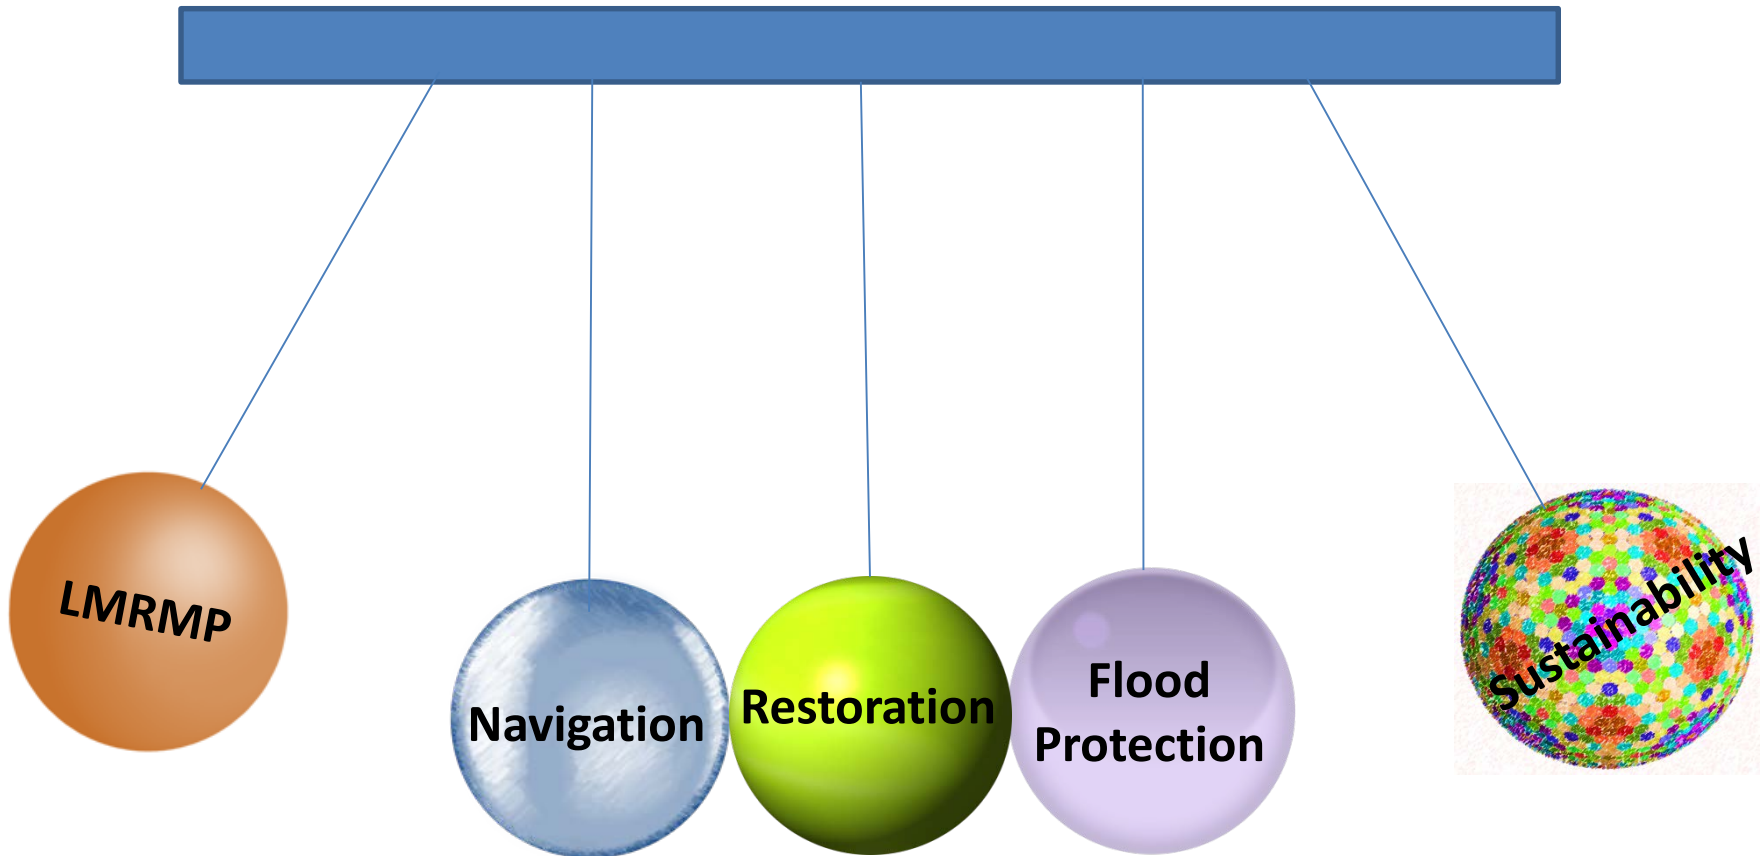 LMRMP
Navigation
Restoration
Flood
Protection
Sustainability